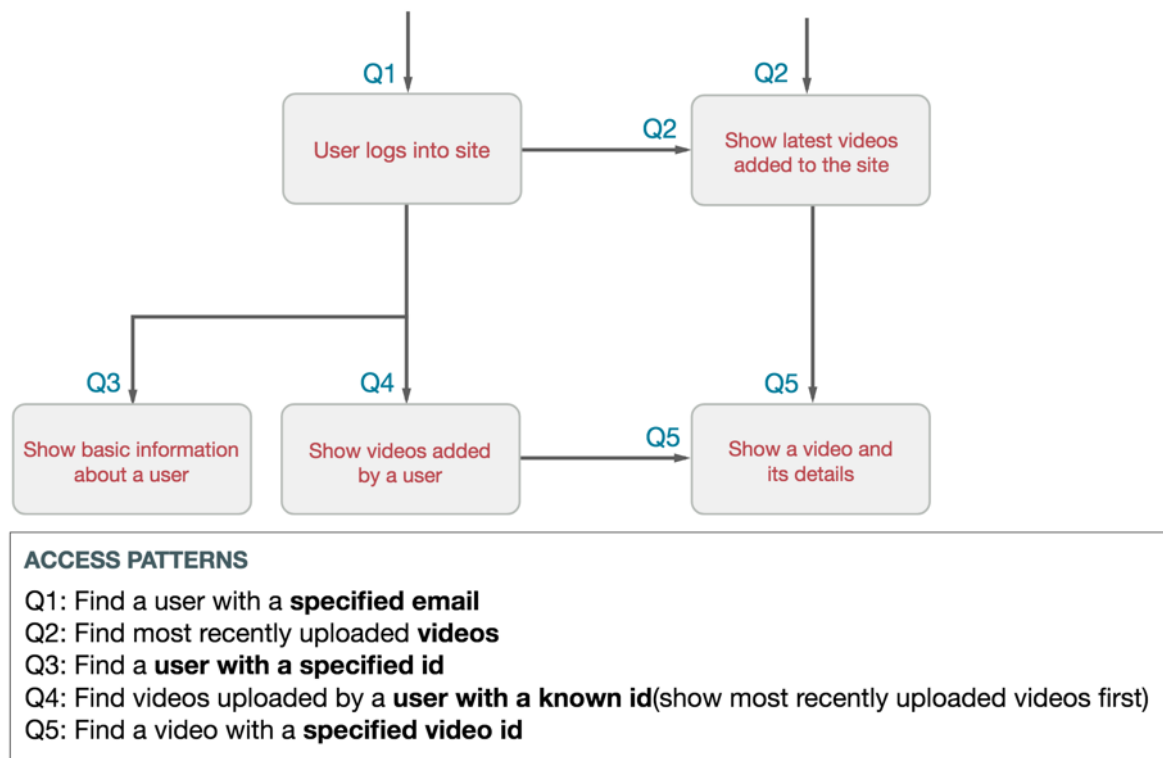 Q1
Q2
User logs into site
Q2
Show latest videos
added to the site
Q3
Q4
Q5
Show basic information
about a user
Show videos added
by a user
Q5
Show a video and
its details
ACCESS PATTERNS
Q1: Find a user with a specified email
Q2: Find most recently uploaded videos
Q3: Find a user with a specified id
Q4: Find videos uploaded by a user with a known id(show most recently uploaded videos first)
Q5: Find a video with a specified video id